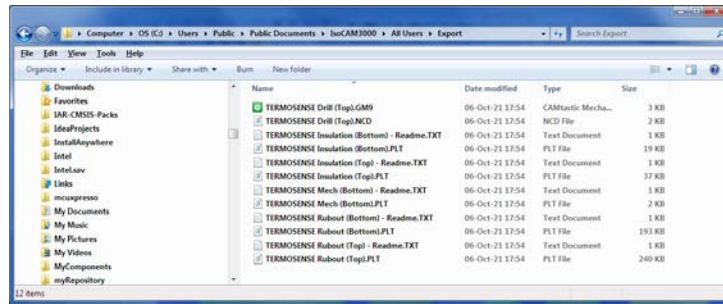 Computer ▸ OS (C:) ▸ Users ▸ Public ▸ Public Documents ▸ IsoCAM3000 ▸ All Users ▸ Export
Search Export
File Edit View Tools Help
Organize Include in library Share with Burn New folder
Downloads
Favorites
IAR-CMSIS-Packs
IdeaProjects
InstallAnywhere
Intel
Intel.sav
Links
mcuxpresso
My Documents
My Music
My Pictures
My Videos
MyComponents
myRepository
Name Date modified Type Size
TERMOSENSE Drill (Top).GM9 06-Oct-21 17:54 CAMtastic Mecha... 3 KB
TERMOSENSE Drill (Top).NCD 06-Oct-21 17:54 NCD File 2 KB
TERMOSENSE Insulation (Bottom) - Readme.TXT 06-Oct-21 17:54 Text Document 1 KB
TERMOSENSE Insulation (Bottom).PLT 06-Oct-21 17:54 PLT File 19 KB
TERMOSENSE Insulation (Top) - Readme.TXT 06-Oct-21 17:54 Text Document 1 KB
TERMOSENSE Insulation (Top).PLT 06-Oct-21 17:54 PLT File 37 KB
TERMOSENSE Mech (Bottom) - Readme.TXT 06-Oct-21 17:54 Text Document 1 KB
TERMOSENSE Mech (Bottom).PLT 06-Oct-21 17:54 PLT File 2 KB
TERMOSENSE Rubout (Bottom) - Readme.TXT 06-Oct-21 17:54 Text Document 1 KB
TERMOSENSE Rubout (Bottom).PLT 06-Oct-21 17:54 PLT File 193 KB
TERMOSENSE Rubout (Top) - Readme.TXT 06-Oct-21 17:54 Text Document 1 KB
TERMOSENSE Rubout (Top).PLT 06-Oct-21 17:54 PLT File 240 KB
12 items